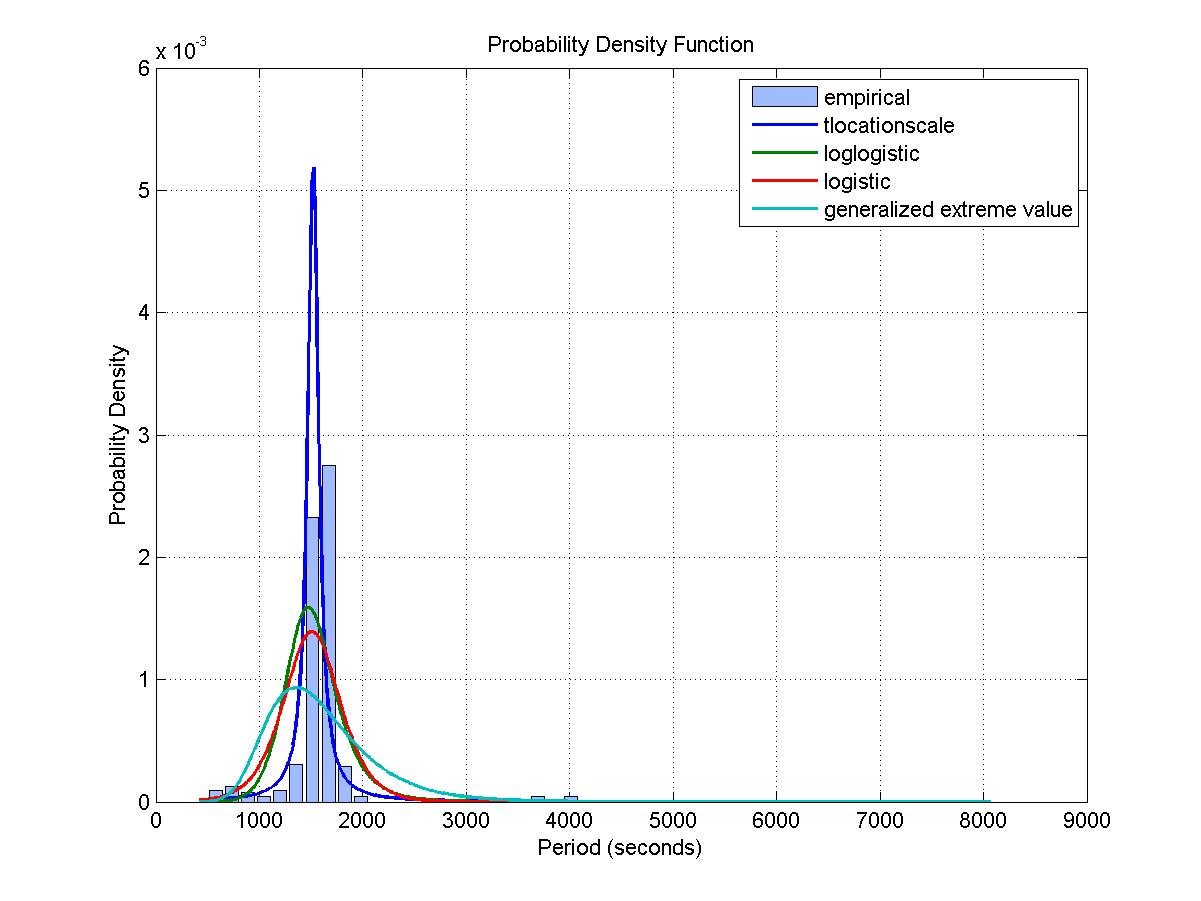 Probability Density Function
x 10-3
6
5
4
3
2
1
0
Probability Density
0 1000 2000 3000 4000 5000 6000 7000 8000 9000
Period (seconds)
empirical
tlocationscale
loglogistic
logistic
generalized extreme value